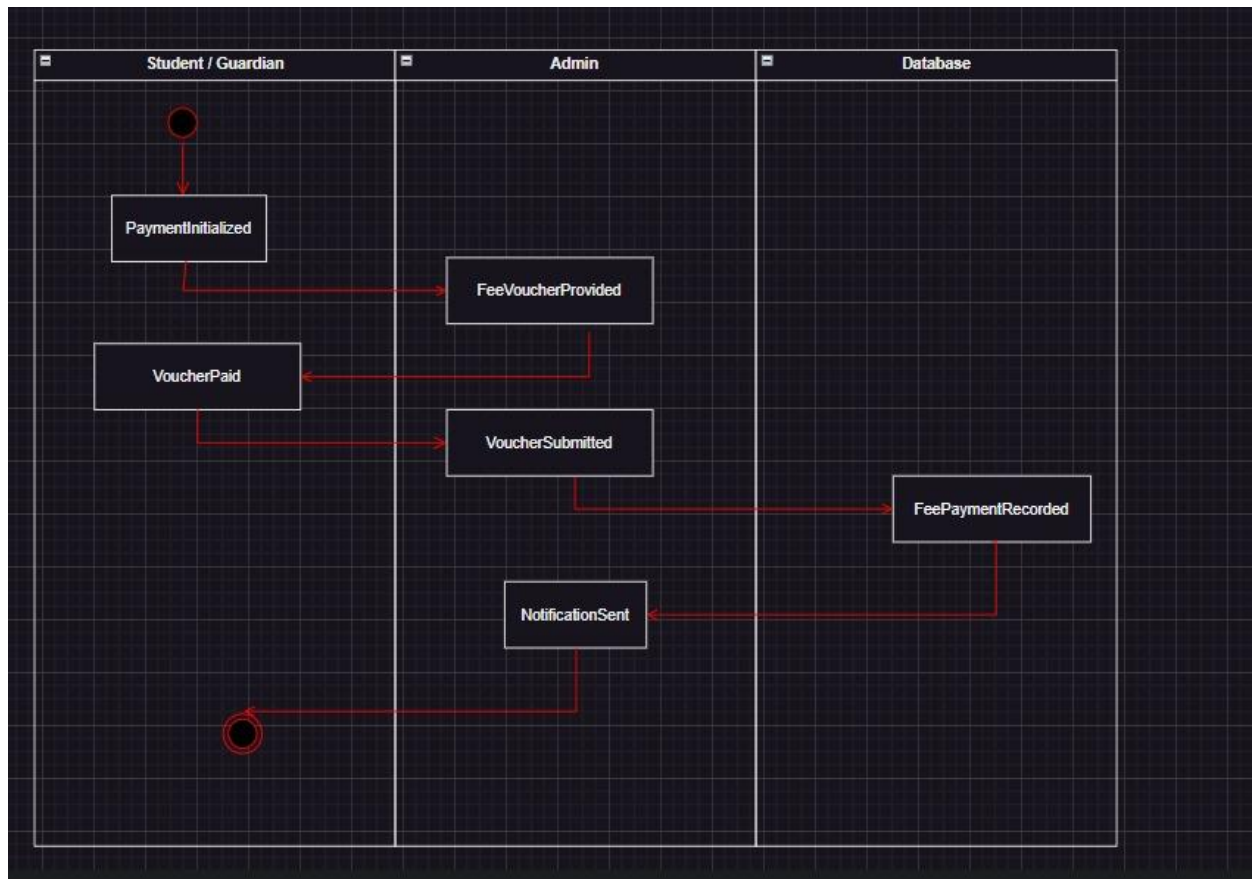 Student / Guardian
Admin
Database
PaymentInitialized
FeeVoucherProvided
VoucherPaid
VoucherSubmitted
FeePaymentRecorded
NotificationSent